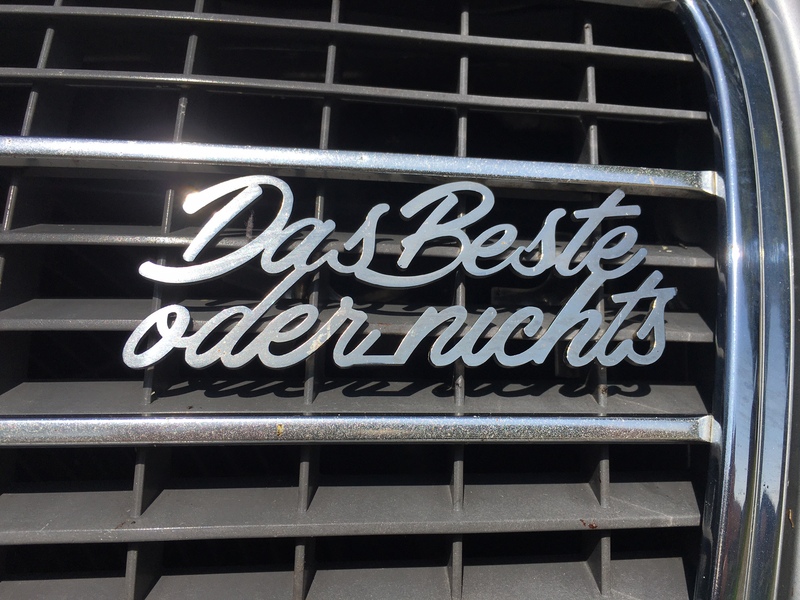 Das Beste
oder nichts